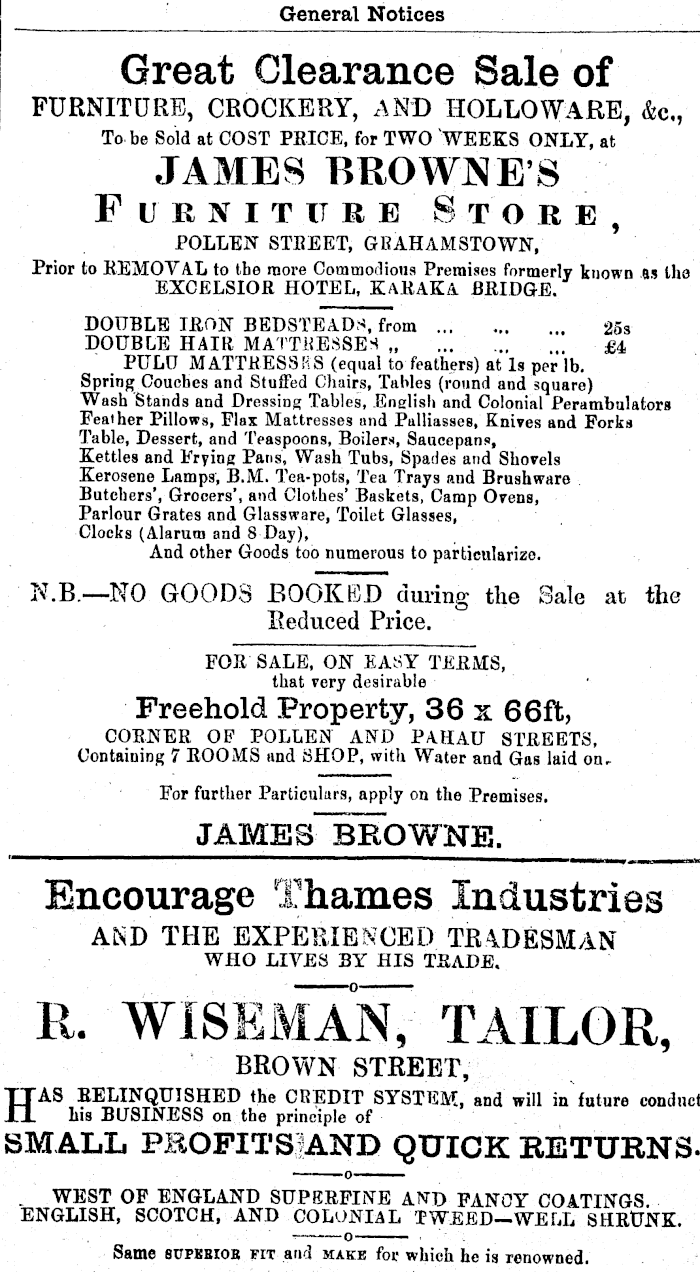 General Notices
Great Clearance Sale of
FURNITURE, CROCKERY, AND HOLLOWARE, &c.,
To be Sold at COST PRICE, for TWO WEEKS ONLY, at
JAMES BROWNE'S
FURNITURE STORE,
POLLEN STREET, GRAHAMSTOWN,
Prior to REMOVAL to the more Commodious Premises formerly known as the
EXCELSIOR HOTEL, KARAKA BRIDGE.
DOUBLE IRON BEDSTEADS, from ... ... ... 25s
DOUBLE HAIR MATTRESSES „ ... ... ... £4
PULU MATTRESSES (equal to feathers) at 1s per lb.
Spring Couches and Stuffed Chairs, Tables (round and square)
Wash Stands and Dressing Tables, English and Colonial Perambulators
Feather Pillows, Flax Mattresses and Palliasses, Knives and Forks
Table, Dessert, and Teaspoons, Boilers, Saucepans,
Kettles and Frying Pans, Wash Tubs, Spades and Shovels
Kerosene Lamps, B.M. Tea-pots, Tea Trays and Brushware
Butchers', Grocers', and Clothes' Baskets, Camp Ovens,
Parlour Grates and Glassware, Toilet Glasses,
Clocks (Alarum and 8 Day),
And other Goods too numerous to particularize.
N.B.—NO GOODS BOOKED during the Sale at the
Reduced Price.
FOR SALE, ON EASY TERMS,
that very desirable
Freehold Property, 36 x 66ft,
CORNER OF POLLEN AND PAHAU STREETS,
Containing 7 ROOMS and SHOP, with Water and Gas laid on.
For further Particulars, apply on the Premises.
JAMES BROWNE.
Encourage Thames Industries
AND THE EXPERIENCED TRADESMAN
WHO LIVES BY HIS TRADE.
R. WISEMAN, TAILOR,
BROWN STREET,
HAS RELINQUISHED the CREDIT SYSTEM, and will in future conduct
his BUSINESS on the principle of
SMALL PROFITS AND QUICK RETURNS.
WEST OF ENGLAND SUPERFINE AND FANCY COATINGS.
ENGLISH, SCOTCH, AND COLONIAL TWEED—WELL SHRUNK.
Same SUPERIOR FIT and MAKE for which he is renowned.